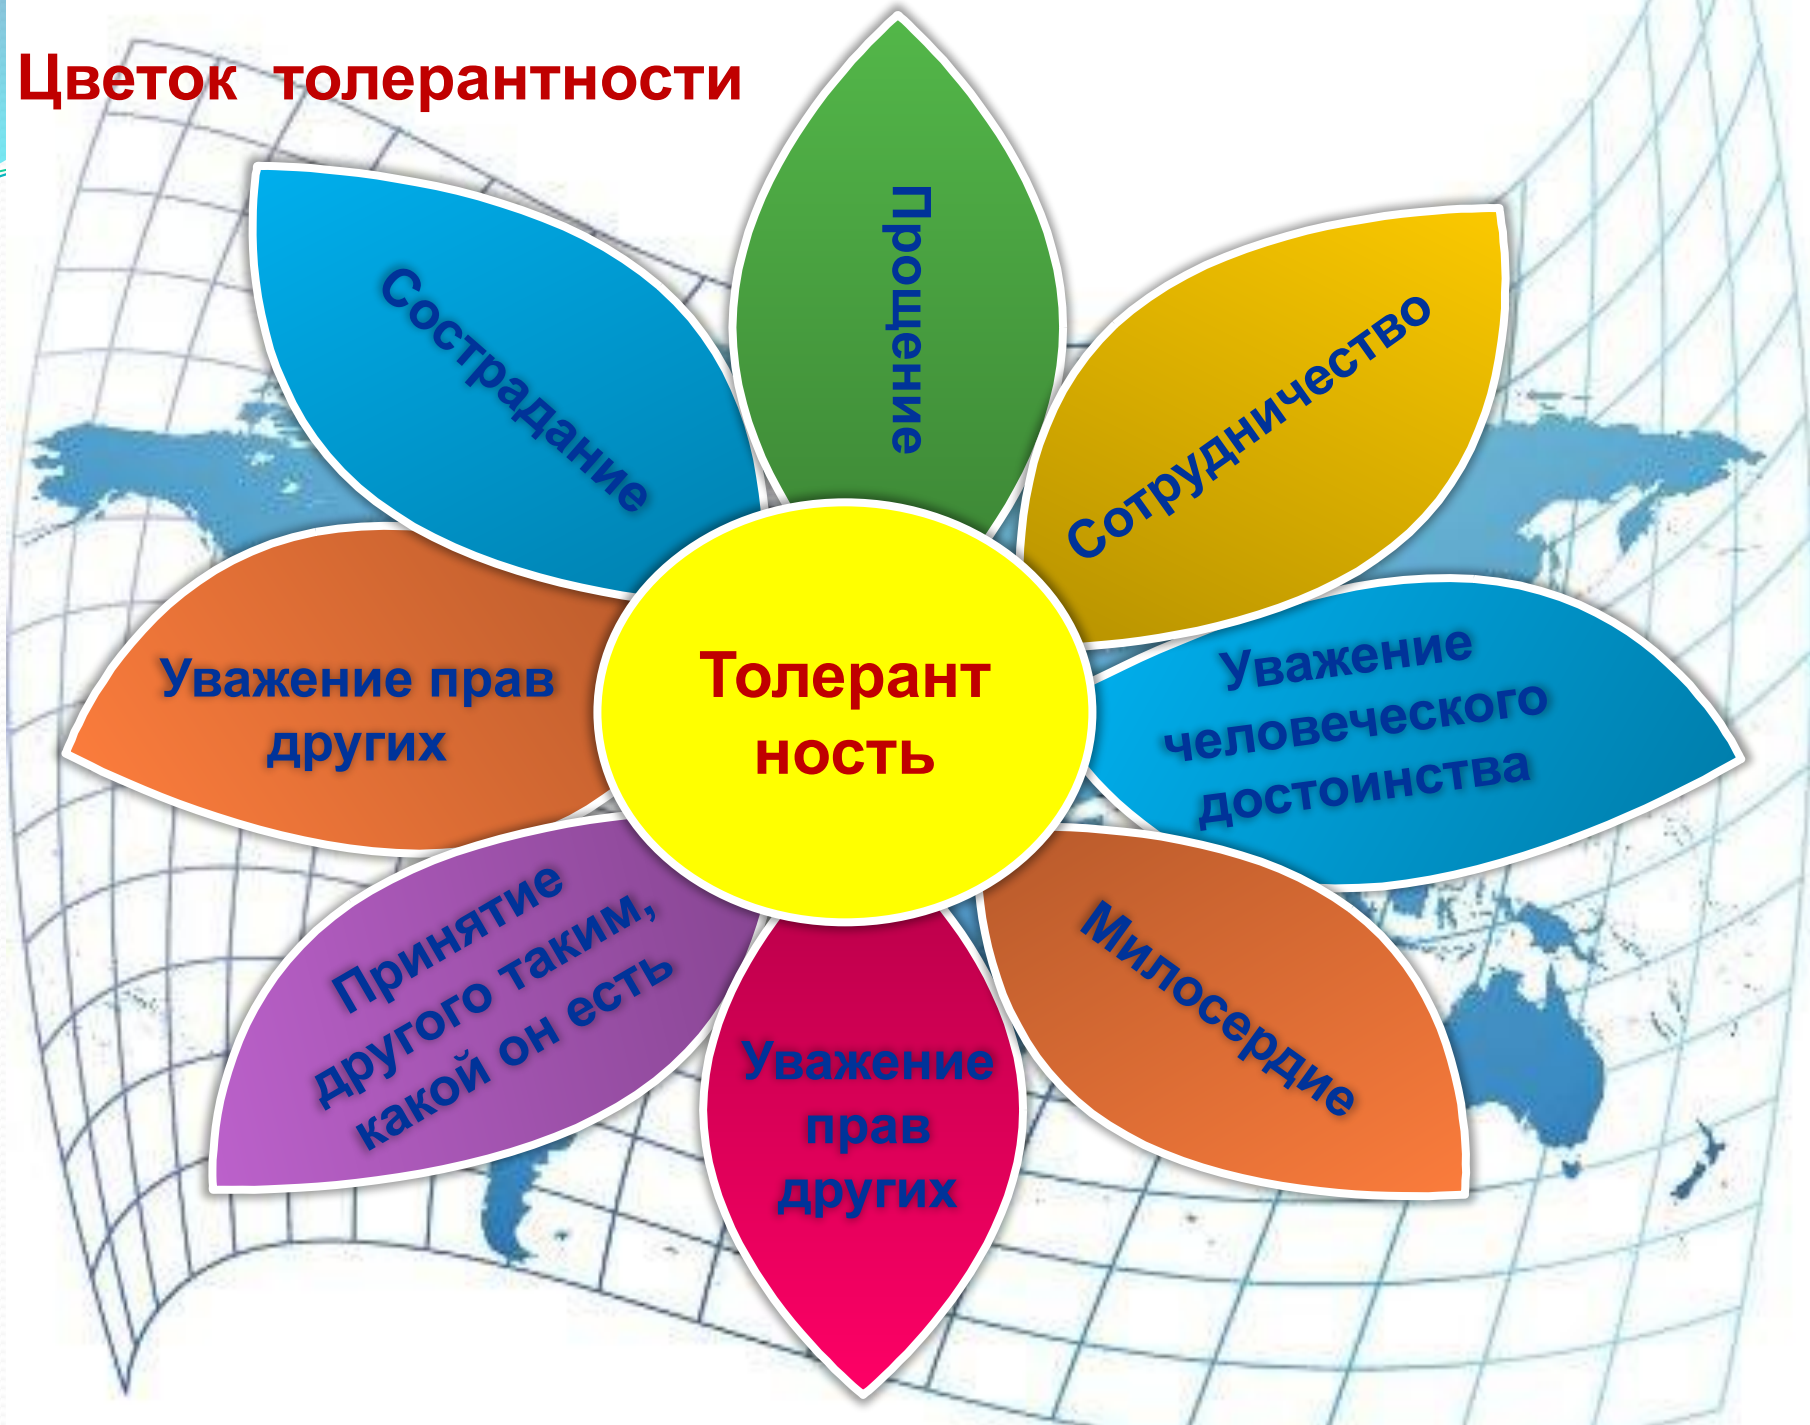 Цветок толерантности
Прощение
Сотрудничество
Уважение
человеческого
достоинства
Милосердие
Уважение
прав
других
Принятие
другого таким,
какой он есть
Уважение прав
других
Сострадание
Толерант
ность